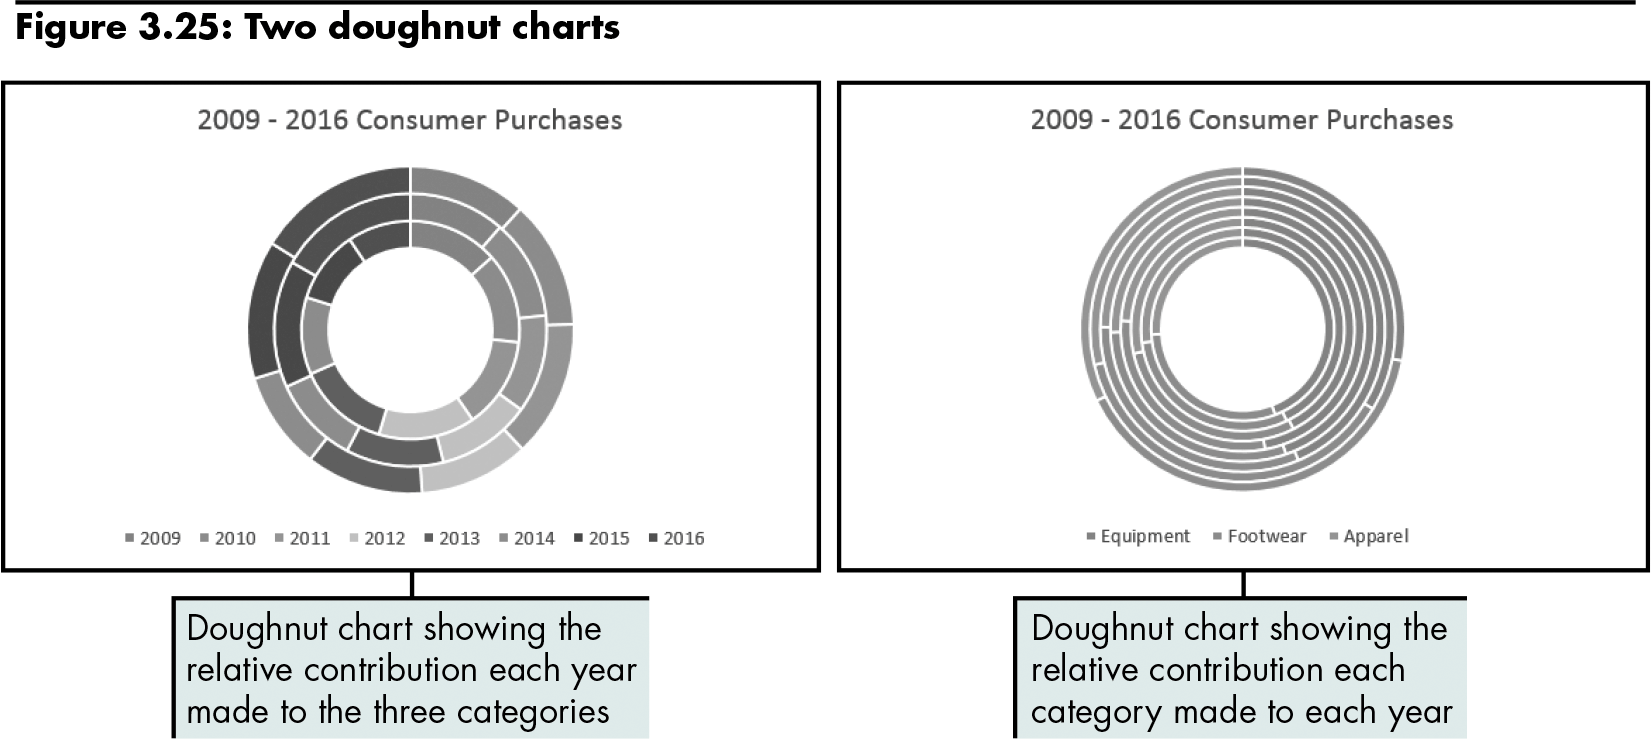 Figure 3.25: Two doughnut charts
2009 - 2016 Consumer Purchases
2009 2010 2011 2012 2013 2014 2015 2016
Doughnut chart showing the
relative contribution each year
made to the three categories
2009 - 2016 Consumer Purchases
Equipment Footwear Apparel
Doughnut chart showing the
relative contribution each
category made to each year